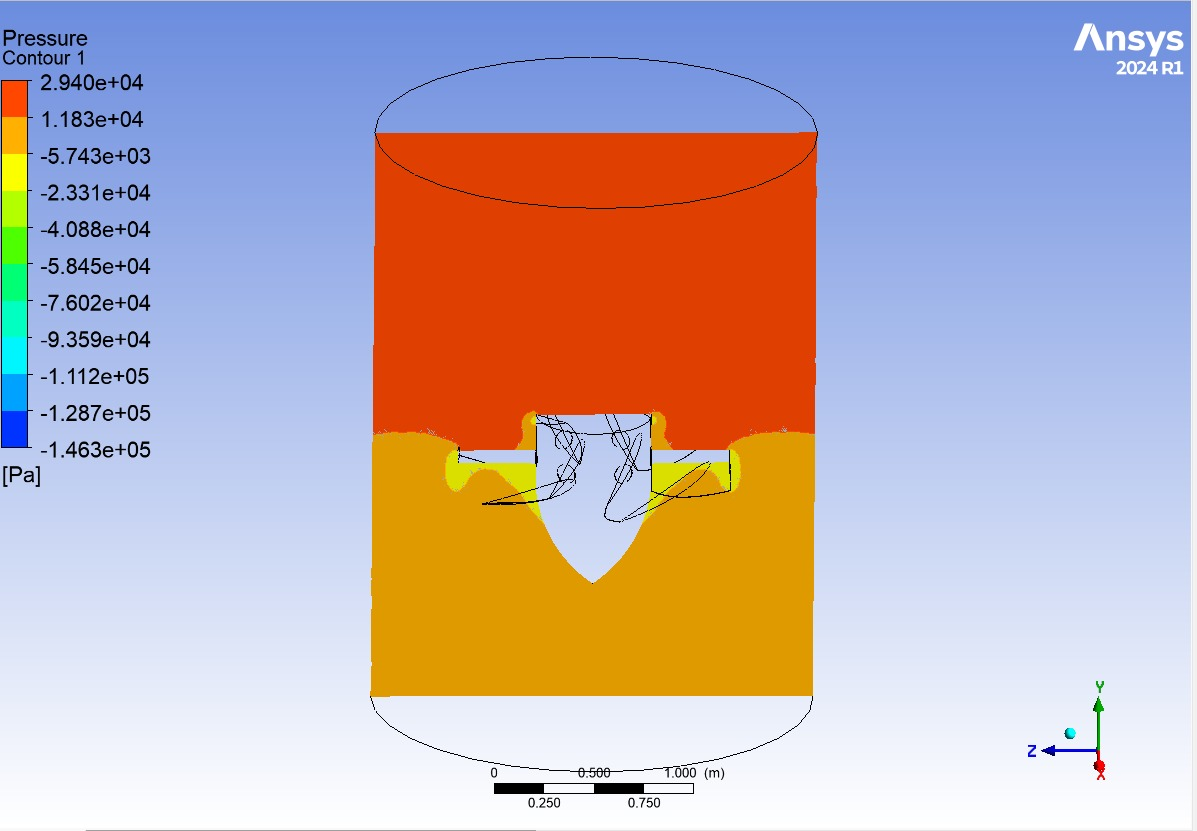 Pressure
Contour 1
2.940e+04
1.183e+04
-5.743e+03
-2.331e+04
-4.088e+04
-5.845e+04
-7.602e+04
-9.359e+04
-1.112e+05
-1.287e+05
-1.463e+05
[Pa]
Ansys
2024 R1
Y
Z
X
0 0.500 1.000 (m)
0.250 0.750